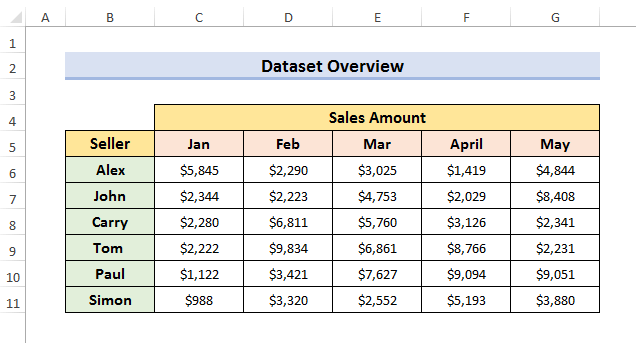 A B C D E F G
1
2 Dataset Overview
3
4 Sales Amount
5 Seller Jan Feb Mar April May
6 Alex $5,845 $2,290 $3,025 $1,419 $4,844
7 John $2,344 $2,223 $4,753 $2,029 $8,408
8 Carry $2,280 $6,811 $5,760 $3,126 $2,341
9 Tom $2,222 $9,834 $6,861 $8,766 $2,231
10 Paul $1,122 $3,421 $7,627 $9,094 $9,051
11 Simon $988 $3,320 $2,552 $5,193 $3,880